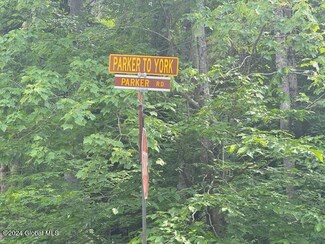 PARKER TO YORK
PARKER RD
©2024 Global MLS